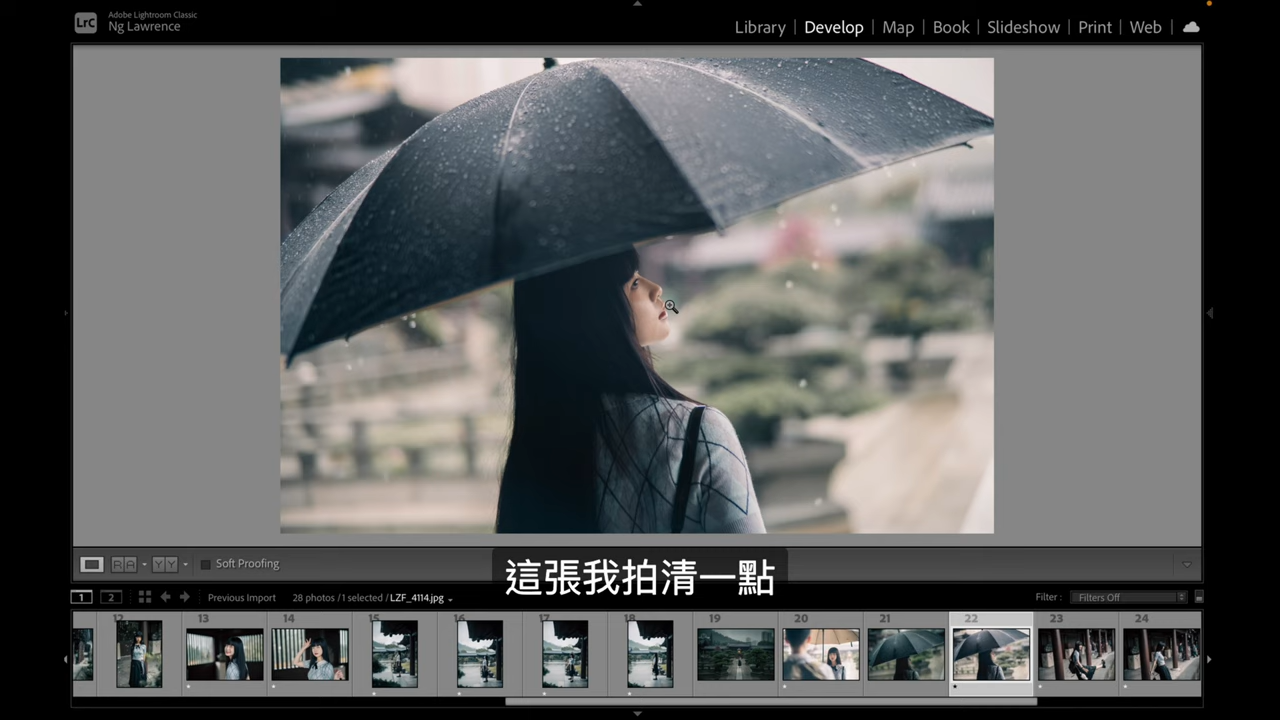 LrC
Adobe Lightroom Classic
Ng Lawrence
Library | Develop | Map | Book | Slideshow | Print | Web
R A
Y Y
Soft Proofing
這張我拍清一點
1 2 Previous Import 28 photos / 1 selected / LZF_4114.jpg
Filter : Filters Off
12 13 14 15 16 17 18 19 20 21 22 23 24